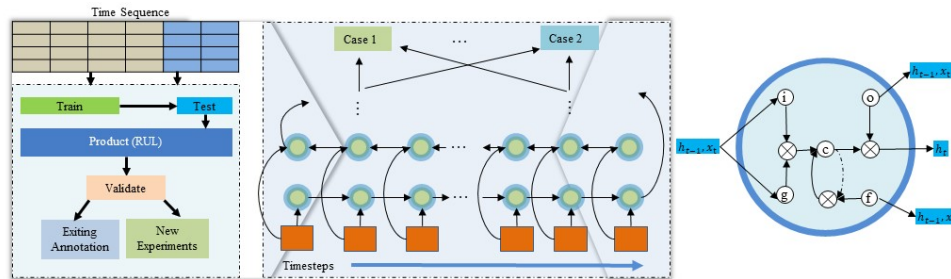 Time Sequence
Train
Test
Product (RUL)
Validate
Exiting
Annotation
New
Experiments
Case 1
...
Case 2
Timesteps
h_{t-1}, x_t
i
o
c
g
f
h_{t-1}, x_t
h_t
h_{t-1}, x_t